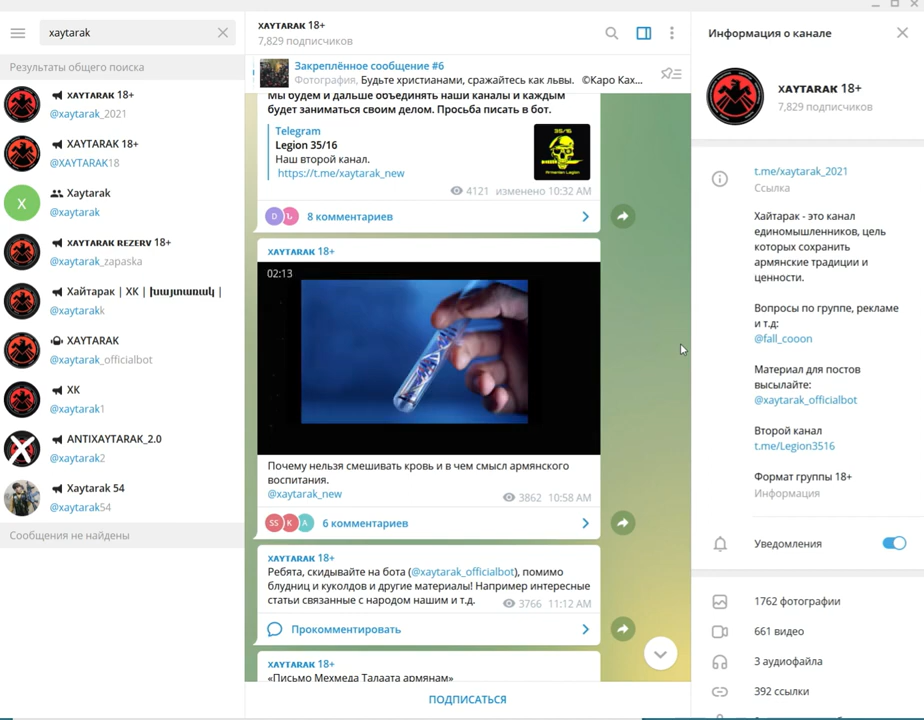 xaytarak
Результаты общего поиска
XAYTARAK 18+
@xaytarak_2021
XAYTARAK 18+
@XAYTARAK18
X
Xaytarak
@xaytarak
XAYTARAK REZERV 18+
@xaytarak_zapaska
Хайтарак | ХК | խայտառակ |
@xaytarakk
XAYTARAK
@xaytarak_officialbot
ХК
@xaytarak1
ANTIXAYTARAK_2.0
@xaytarak2
Xaytarak 54
@xaytarak54
Сообщения не найдены
XAYTARAK 18+
7,829 подписчиков
Закреплённое сообщение #6
Фотография, Будьте христианами, сражайтесь как львы. ©Каро Ках...
Мы будем и дальше объединять наши каналы и каждым
будет заниматься своим делом. Просьба писать в бот.
Telegram
Legion 35/16
Наш второй канал.
https://t.me/xaytarak_new
35/16
Armenian Legion
4121 изменено 10:32 AM
D Ն 8 комментариев
XAYTARAK 18+
02:13
Почему нельзя смешивать кровь и в чем смысл армянского
воспитания.
@xaytarak_new
3862 10:58 AM
SS K A 6 комментариев
XAYTARAK 18+
Ребята, скидывайте на бота (@xaytarak_officialbot), помимо
блудниц и куколдов и другие материалы! Например интересные
статьи связанные с народом нашим и т.д.
3766 11:12 AM
Прокомментировать
XAYTARAK 18+
«Письмо Мехмеда Талаата армянам»
ПОДПИСАТЬСЯ
Информация о канале
XAYTARAK 18+
7,829 подписчиков
t.me/xaytarak_2021
Ссылка
Хайтарак - это канал
единомышленников, цель
которых сохранить
армянские традиции и
ценности.
Вопросы по группе, рекламе
и т.д:
@fall_cooon
Материал для постов
высылайте:
@xaytarak_officialbot
Второй канал
t.me/Legion3516
Формат группы 18+
Информация
Уведомления
1762 фотографии
661 видео
3 аудиофайла
392 ссылки